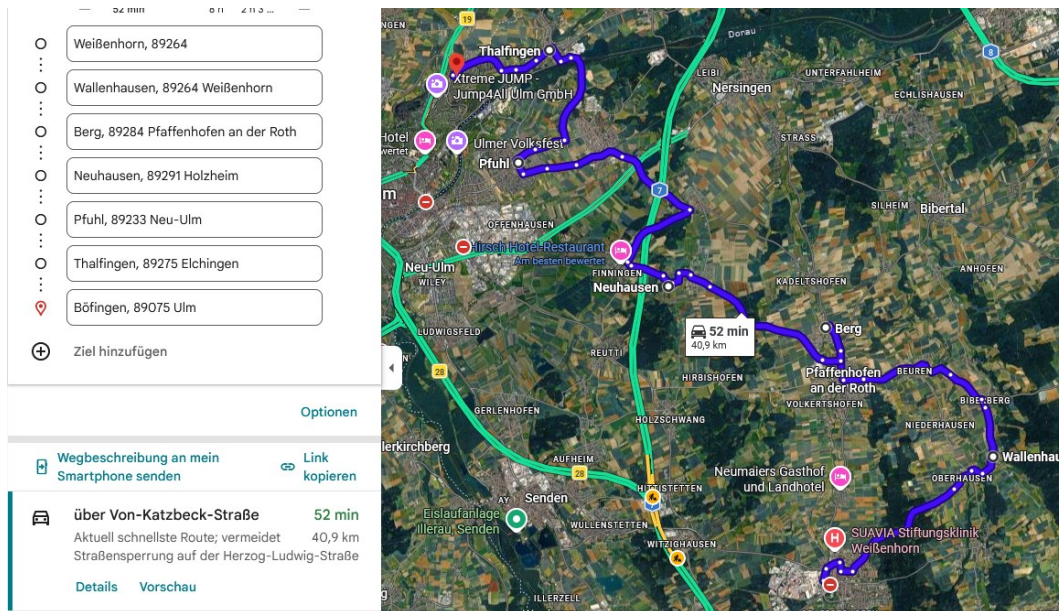 52 min
Weißenhorn, 89264
Wallenhausen, 89264 Weißenhorn
Berg, 89284 Pfaffenhofen an der Roth
Neuhausen, 89291 Holzheim
Pfuhl, 89233 Neu-Ulm
Thalfingen, 89275 Elchingen
Böfingen, 89075 Ulm
Ziel hinzufügen
Optionen
Wegbeschreibung an mein
Smartphone senden
Link
kopieren
über Von-Katzbeck-Straße
52 min
Aktuell schnellste Route; vermeidet
40,9 km
Straßensperrung auf der Herzog-Ludwig-Straße
Details
Vorschau
19
NGEN
Thalfingen
Donau
8
Xtreme JUMP -
Jump4All Ulm GmbH
LEIBI
Nersingen
UNTERFAHLHEIM
ECHLISHAUSEN
Hotel
wertet
Ulmer Volksfest
STRASS
Pfuhl
7
m
SILHEIM
Bibertal
OFFENHAUSEN
Hirsch Hotel-Restaurant
Am besten bewertet
Neu-Ulm
WILEY
FINNINGEN
Neuhausen
KADELTSHOFEN
ANHOFEN
52 min
40,9 km
Berg
LUDWIGSFELD
REUTTI
N
28
HIRBISHOFEN
Pfaffenhofen
an der Roth
BEUREN
VOLKERTSHOFEN
BIBERBERG
GERLENHOFEN
HOLZSCHWANG
NIEDERHAUSEN
lerkirchberg
AUFHEIM
28
Wallenhau
Neumaiers Gasthof
und Landhotel
OBERHAUSEN
HITTISTETTEN
AY
Senden
Eislaufanlage
Illerau, Senden
WULLENSTETTEN
WITZIGHAUSEN
H
SUAVIA Stiftungsklinik
Weißenhorn
g
ILLERZELL